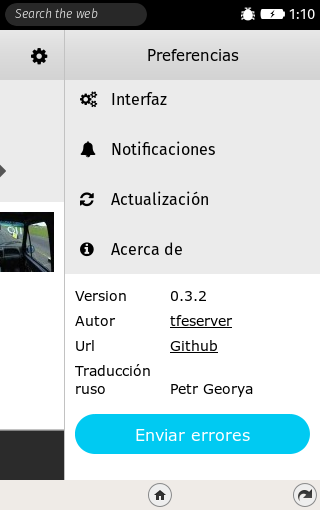 Search the web
1:10
Preferencias
Interfaz
Notificaciones
Actualización
Acerca de
Version 0.3.2
Autor tfeserver
Url Github
Traducción
ruso Petr Georya
Enviar errores